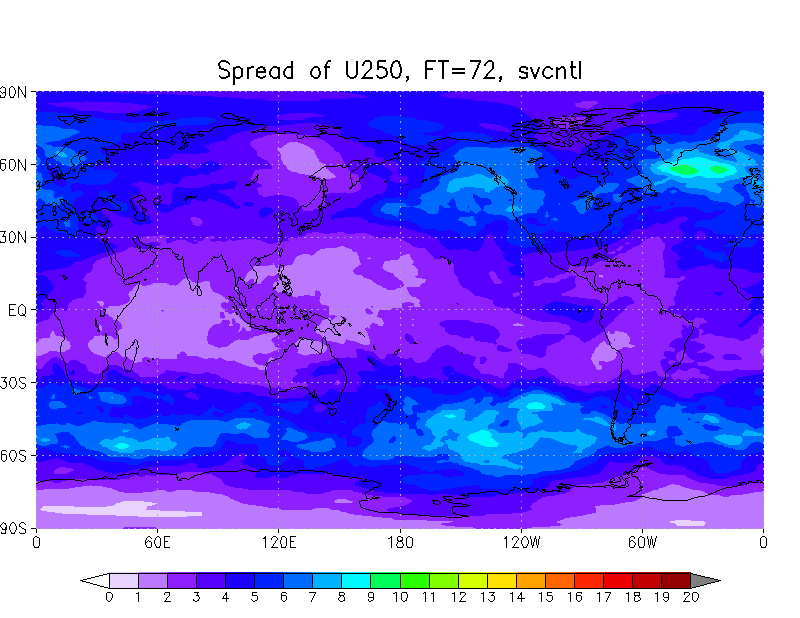 Spread of U250, FT=72, svcntl
90N
60N
30N
EQ
30S
60S
90S
0 60E 120E 180 120W 60W 0
0 1 2 3 4 5 6 7 8 9 10 11 12 13 14 15 16 17 18 19 20